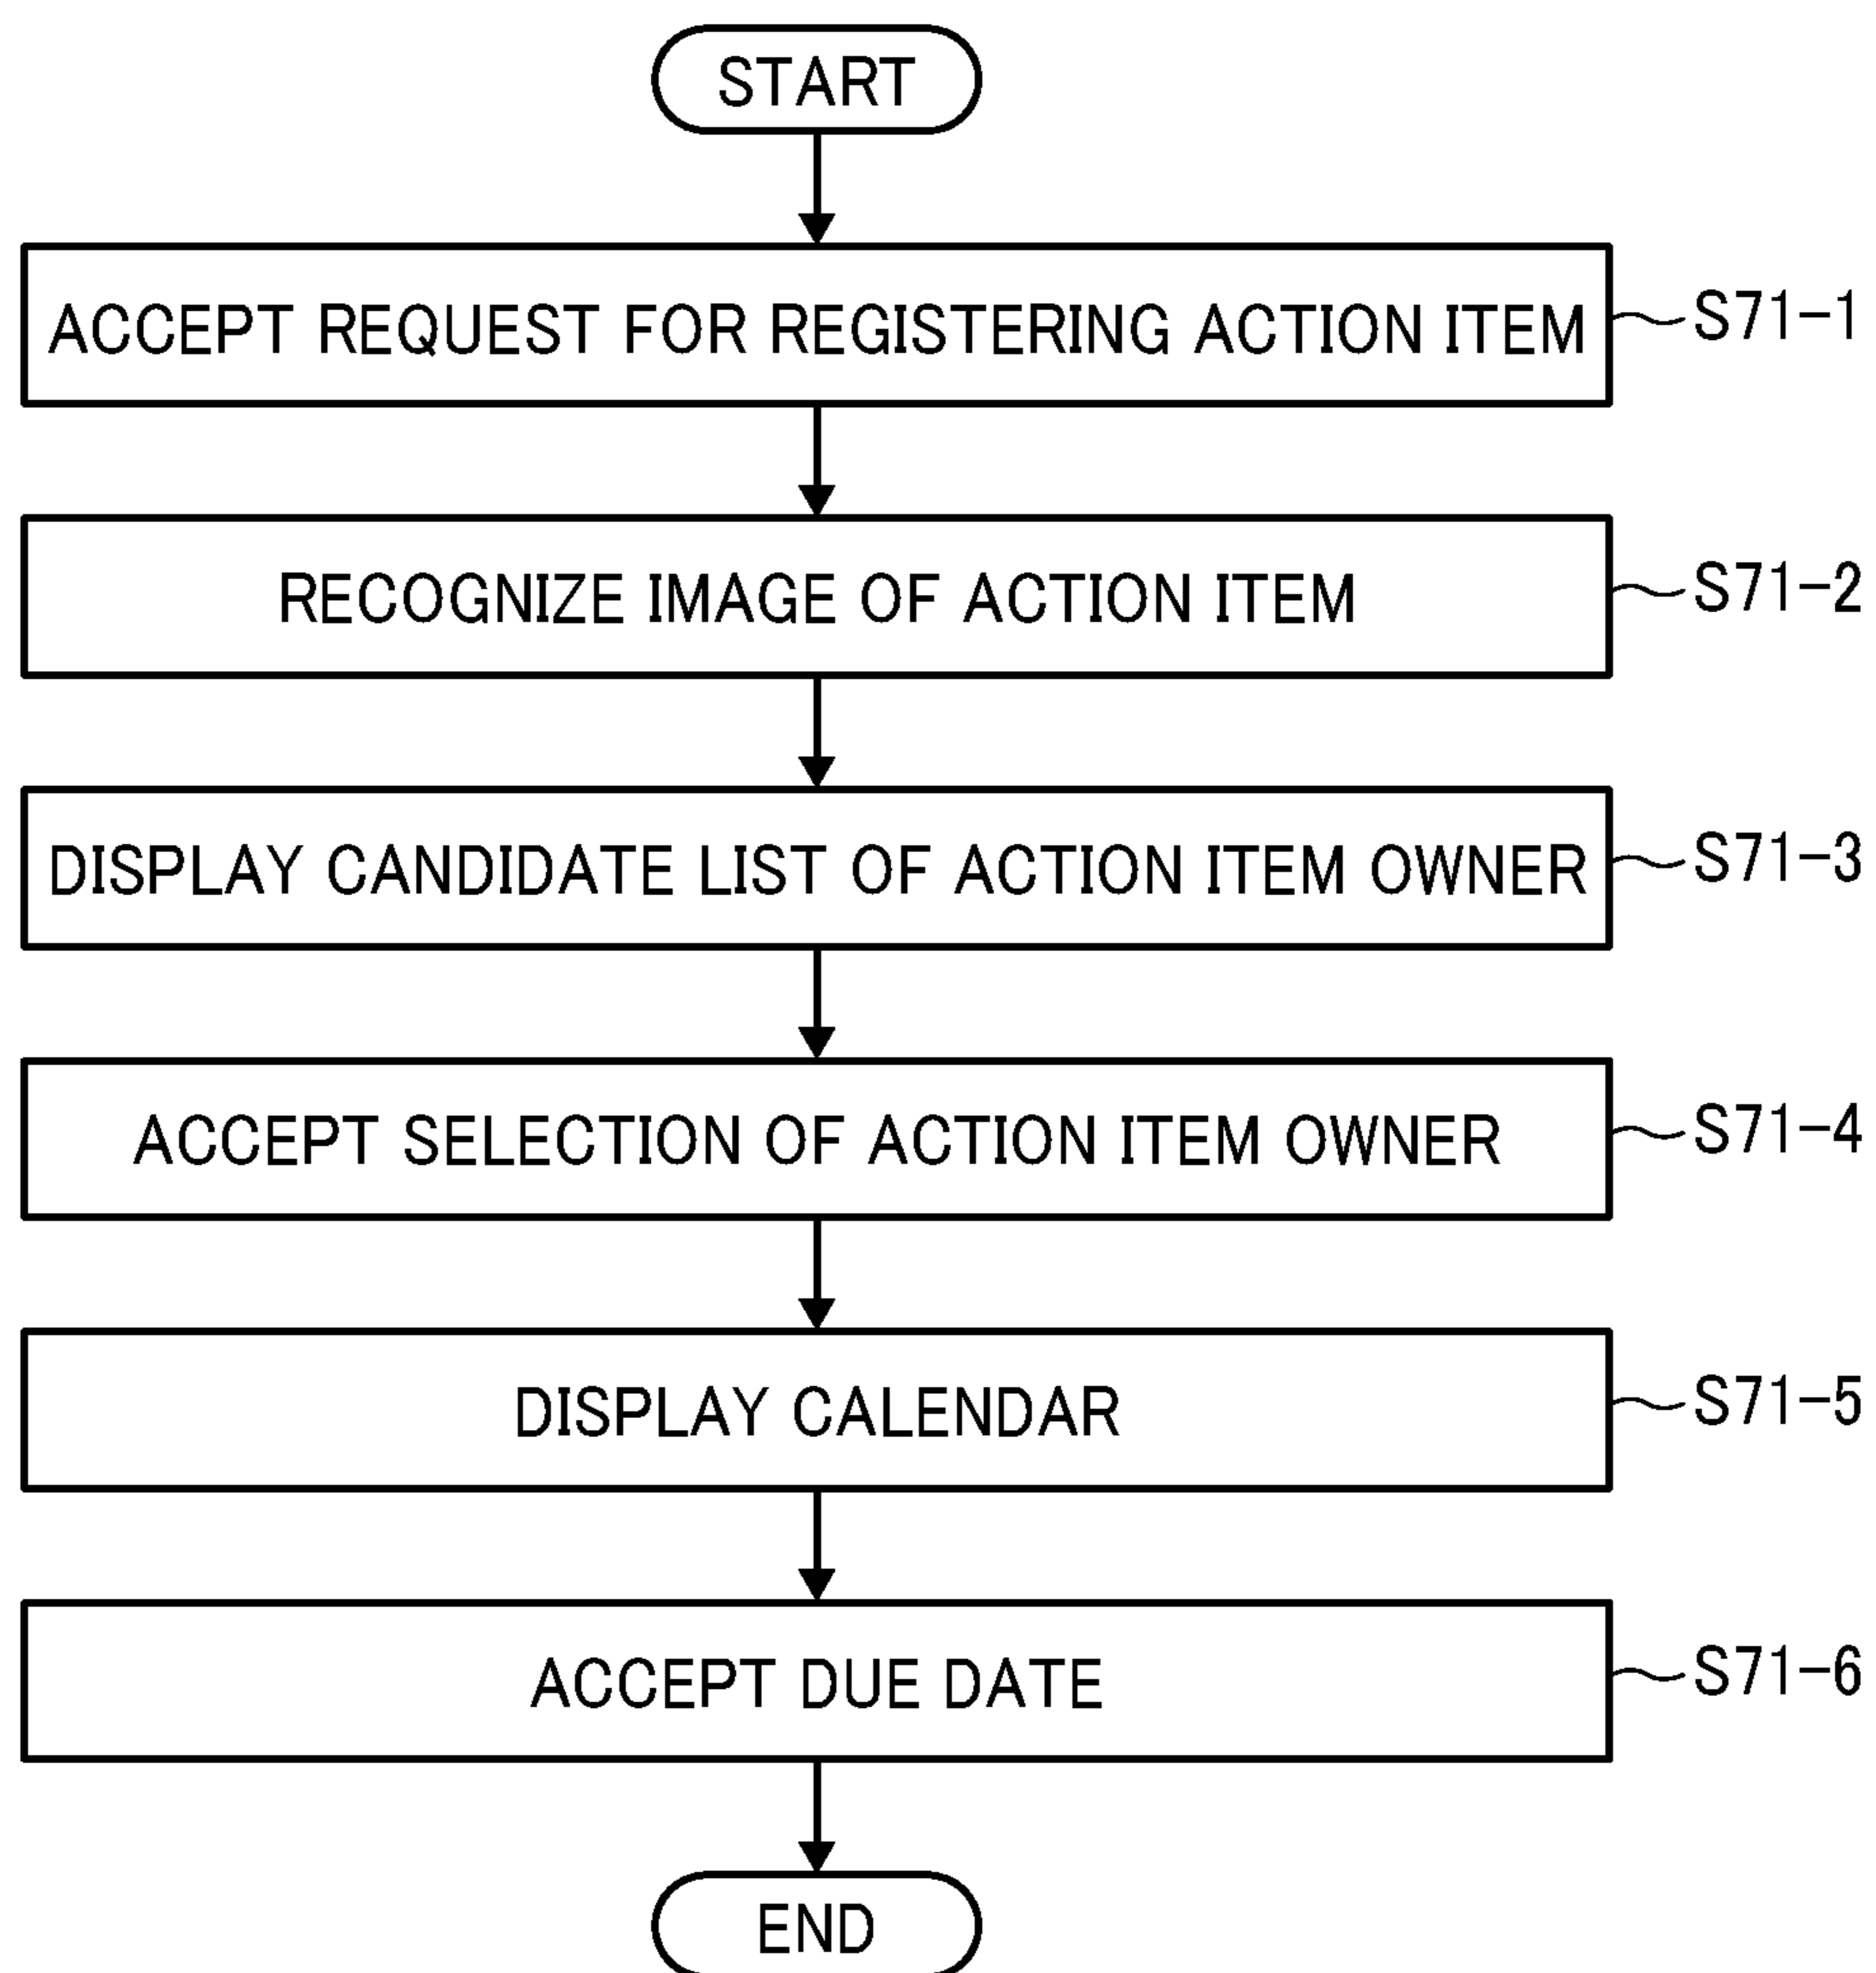 START
ACCEPT REQUEST FOR REGISTERING ACTION ITEM
S71-1
RECOGNIZE IMAGE OF ACTION ITEM
S71-2
DISPLAY CANDIDATE LIST OF ACTION ITEM OWNER
S71-3
ACCEPT SELECTION OF ACTION ITEM OWNER
S71-4
DISPLAY CALENDAR
S71-5
ACCEPT DUE DATE
S71-6
END